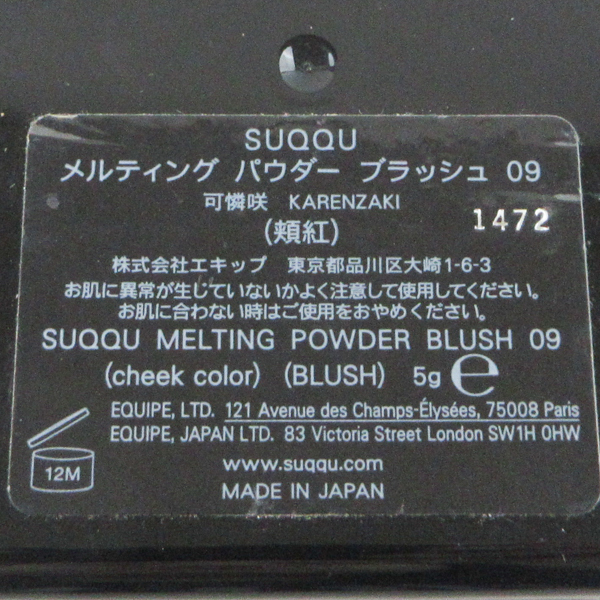 SUQQU
メルティング パウダー ブラッシュ 09
可憐咲 KARENZAKI
1472
(頬紅)
株式会社エキップ 東京都品川区大崎1-6-3
お肌に異常が生じていないかよく注意して使用してください。
お肌に合わない時はご使用をおやめください。
SUQQU MELTING POWDER BLUSH 09
(cheek color) (BLUSH) 5g ℮
EQUIPE, LTD. 121 Avenue des Champs-Élysées, 75008 Paris
EQUIPE, JAPAN LTD. 83 Victoria Street London SW1H 0HW
12M
www.suqqu.com
MADE IN JAPAN